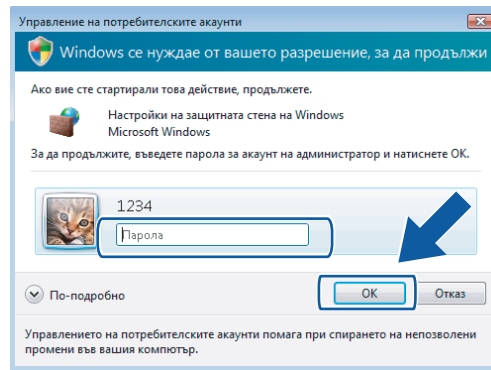 Управление на потребителските акаунти
Windows се нуждае от вашето разрешение, за да продължи
Ако вие сте стартирали това действие, продължете.
Настройки на защитната стена на Windows
Microsoft Windows
За да продължите, въведете парола за акаунт на администратор и натиснете OK.
1234
Парола
По-подробно
OK
Отказ
Управлението на потребителските акаунти помага при спирането на непозволени
промени във вашия компютър.